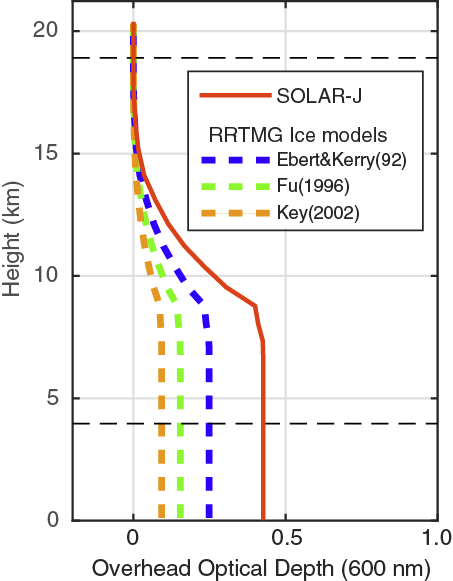 20
15
10
5
0
Height (km)
SOLAR-J
RRTMG Ice models
Ebert&Kerry(92)
Fu(1996)
Key(2002)
0
0.5
1.0
Overhead Optical Depth (600 nm)